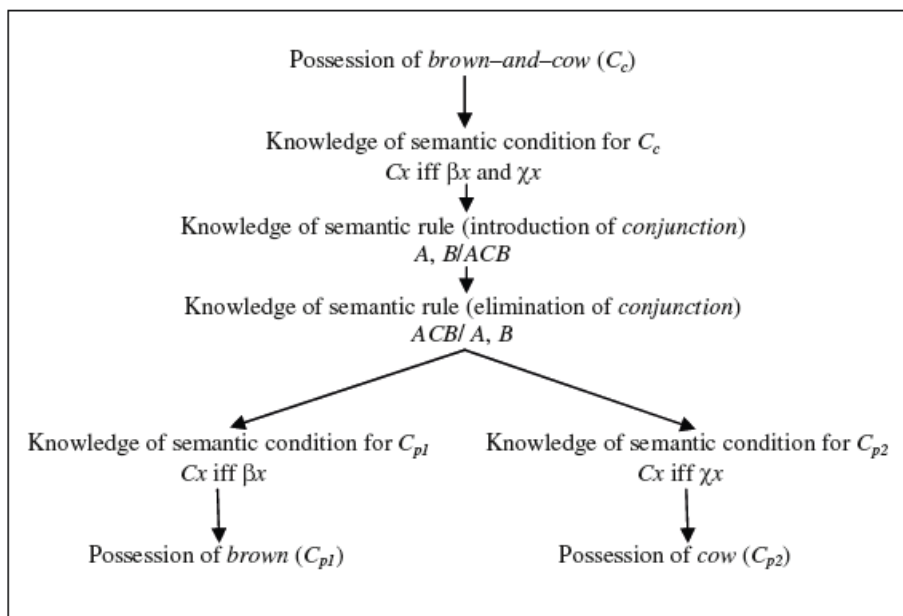 Possession of brown–and–cow (Cc)
Knowledge of semantic condition for Cc
Cx iff βx and χx
Knowledge of semantic rule (introduction of conjunction)
A, B/ACB
Knowledge of semantic rule (elimination of conjunction)
ACB/ A, B
Knowledge of semantic condition for Cp1
Cx iff βx
Possession of brown (Cp1)
Knowledge of semantic condition for Cp2
Cx iff χx
Possession of cow (Cp2)